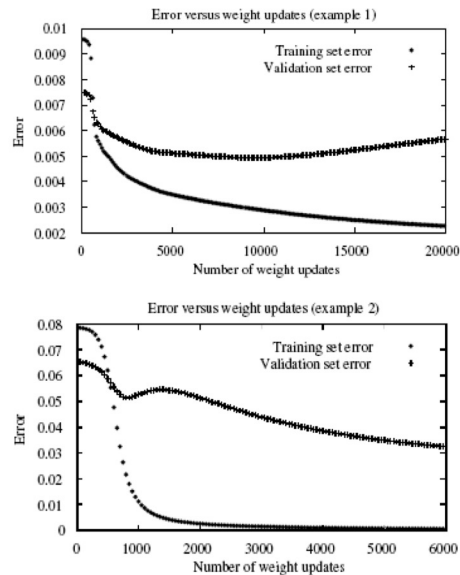 Error versus weight updates (example 1)
0.01
0.009
0.008
0.007
0.006
0.005
0.004
0.003
0.002
Error
Training set error
Validation set error
0 5000 10000 15000 20000
Number of weight updates
Error versus weight updates (example 2)
0.08
0.07
0.06
0.05
0.04
0.03
0.02
0.01
0
Error
Training set error
Validation set error
0 1000 2000 3000 4000 5000 6000
Number of weight updates